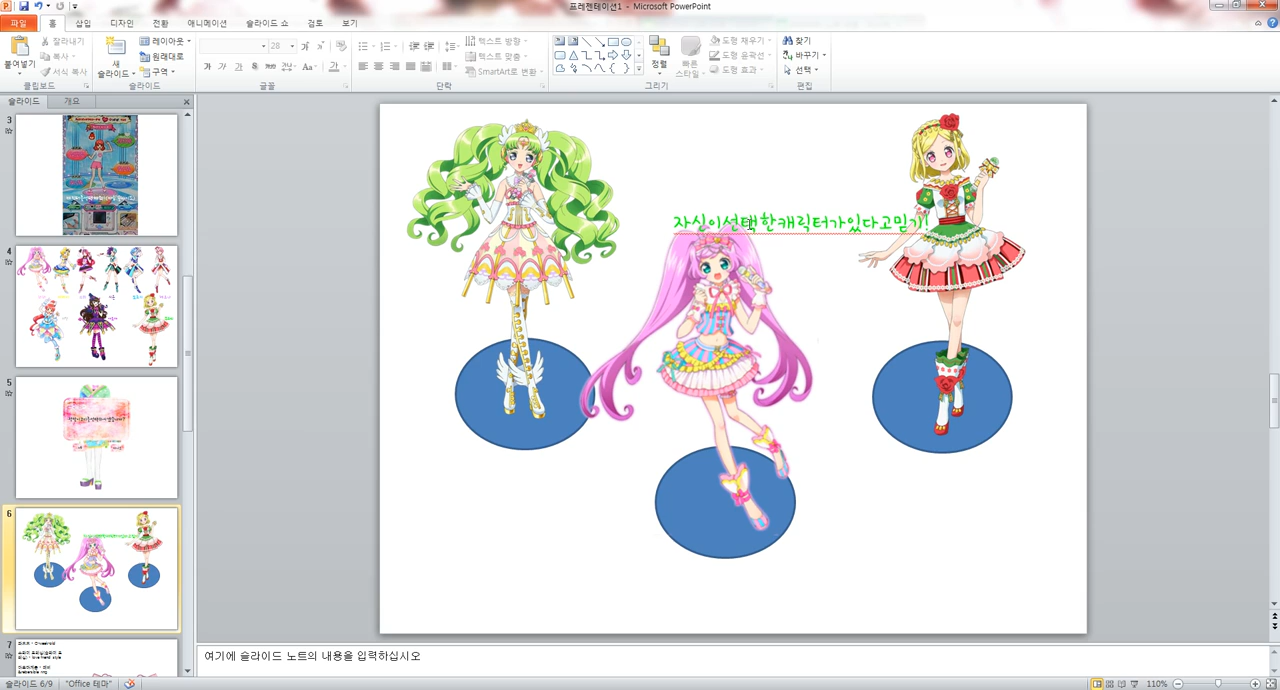 프레젠테이션1 - Microsoft PowerPoint
파일 홈 삽입 디자인 전환 애니메이션 슬라이드 쇼 검토 보기
붙여넣기
잘라내기
복사
서식 복사
클립보드
새 슬라이드
레이아웃
원래대로
구역
슬라이드
28
가 가 가
글꼴
텍스트 방향
텍스트 맞춤
SmartArt로 변환
단락
정렬
빠른 스타일
도형 채우기
도형 윤곽선
도형 효과
그리기
찾기
바꾸기
선택
편집
슬라이드 개요
3
4
5
6
7
자신이선택한캐릭터가있다고믿기!
여기에 슬라이드 노트의 내용을 입력하십시오
슬라이드 6/9 "Office 테마" 110%